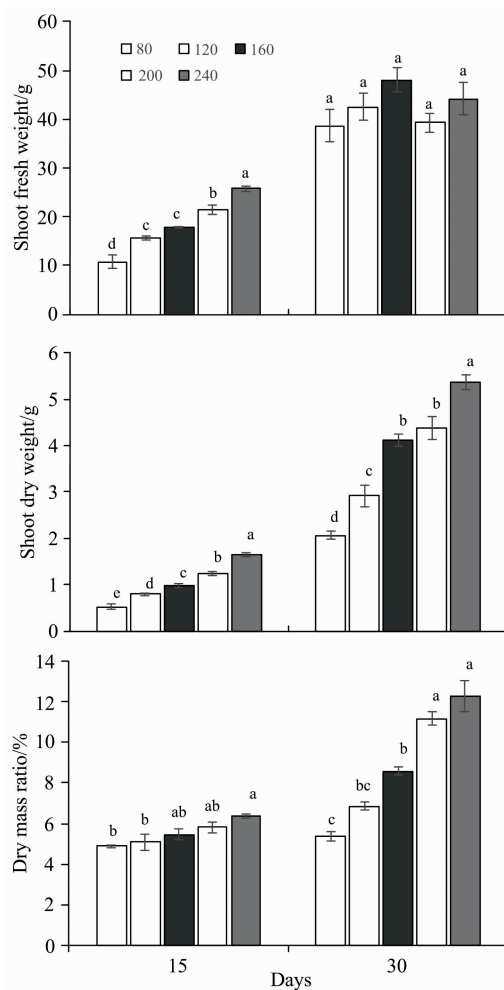 60
50
40
30
20
10
0
Shoot fresh weight/g
80 120 160
200 240
d c c b a
a a a a a
6
5
4
3
2
1
0
Shoot dry weight/g
e d c b a
d c b b a
14
12
10
8
6
4
2
0
Dry mass ratio/%
b b ab ab a
c bc b a a
15 30
Days